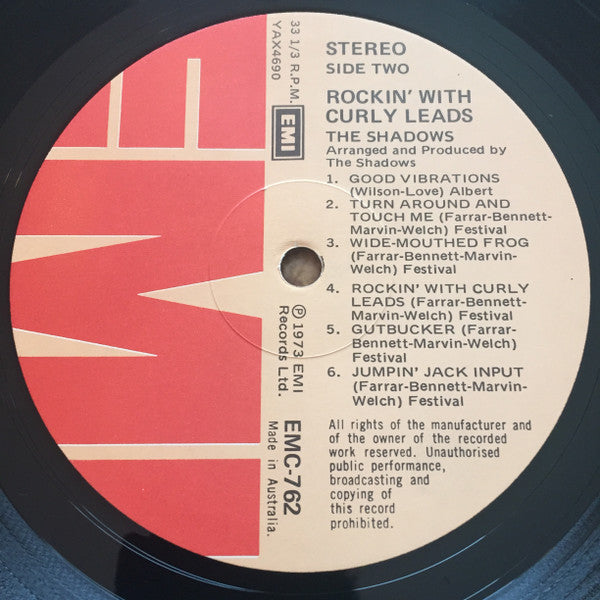 STEREO
SIDE TWO
ROCKIN' WITH
CURLY LEADS
THE SHADOWS
Arranged and Produced by
The Shadows
1. GOOD VIBRATIONS
(Wilson-Love) Albert
2. TURN AROUND AND
TOUCH ME (Farrar-Bennett-
Marvin-Welch) Festival
3. WIDE-MOUTHED FROG
(Farrar-Bennett-Marvin-
Welch) Festival
4. ROCKIN' WITH CURLY
LEADS (Farrar-Bennett-
Marvin-Welch) Festival
5. GUTBUCKER (Farrar-
Bennett-Marvin-Welch)
Festival
6. JUMPIN' JACK INPUT
(Farrar-Bennett-Marvin-
Welch) Festival
All rights of the manufacturer and
of the owner of the recorded
work reserved. Unauthorised
public performance,
broadcasting and
copying of
this record
prohibited.
33 1/3 R.P.M.
YAX4690
EMI
℗ 1973 EMI
Records Ltd.
EMC-762
Made in Australia.
EMI